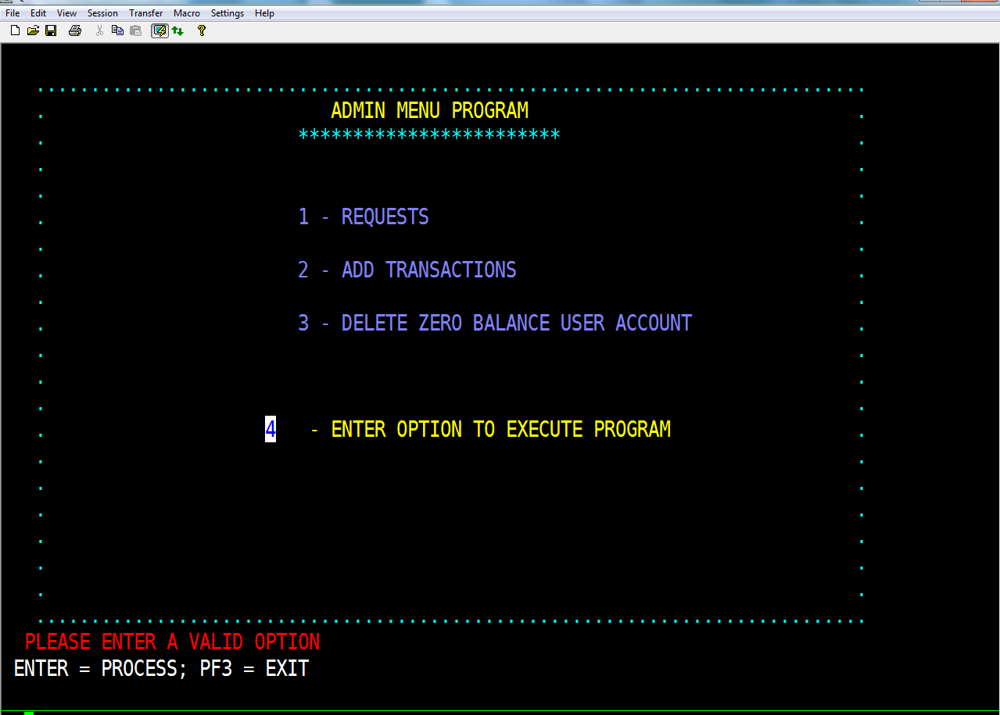 File Edit View Session Transfer Macro Settings Help
ADMIN MENU PROGRAM
************************
1 - REQUESTS
2 - ADD TRANSACTIONS
3 - DELETE ZERO BALANCE USER ACCOUNT
4 - ENTER OPTION TO EXECUTE PROGRAM
PLEASE ENTER A VALID OPTION
ENTER = PROCESS; PF3 = EXIT